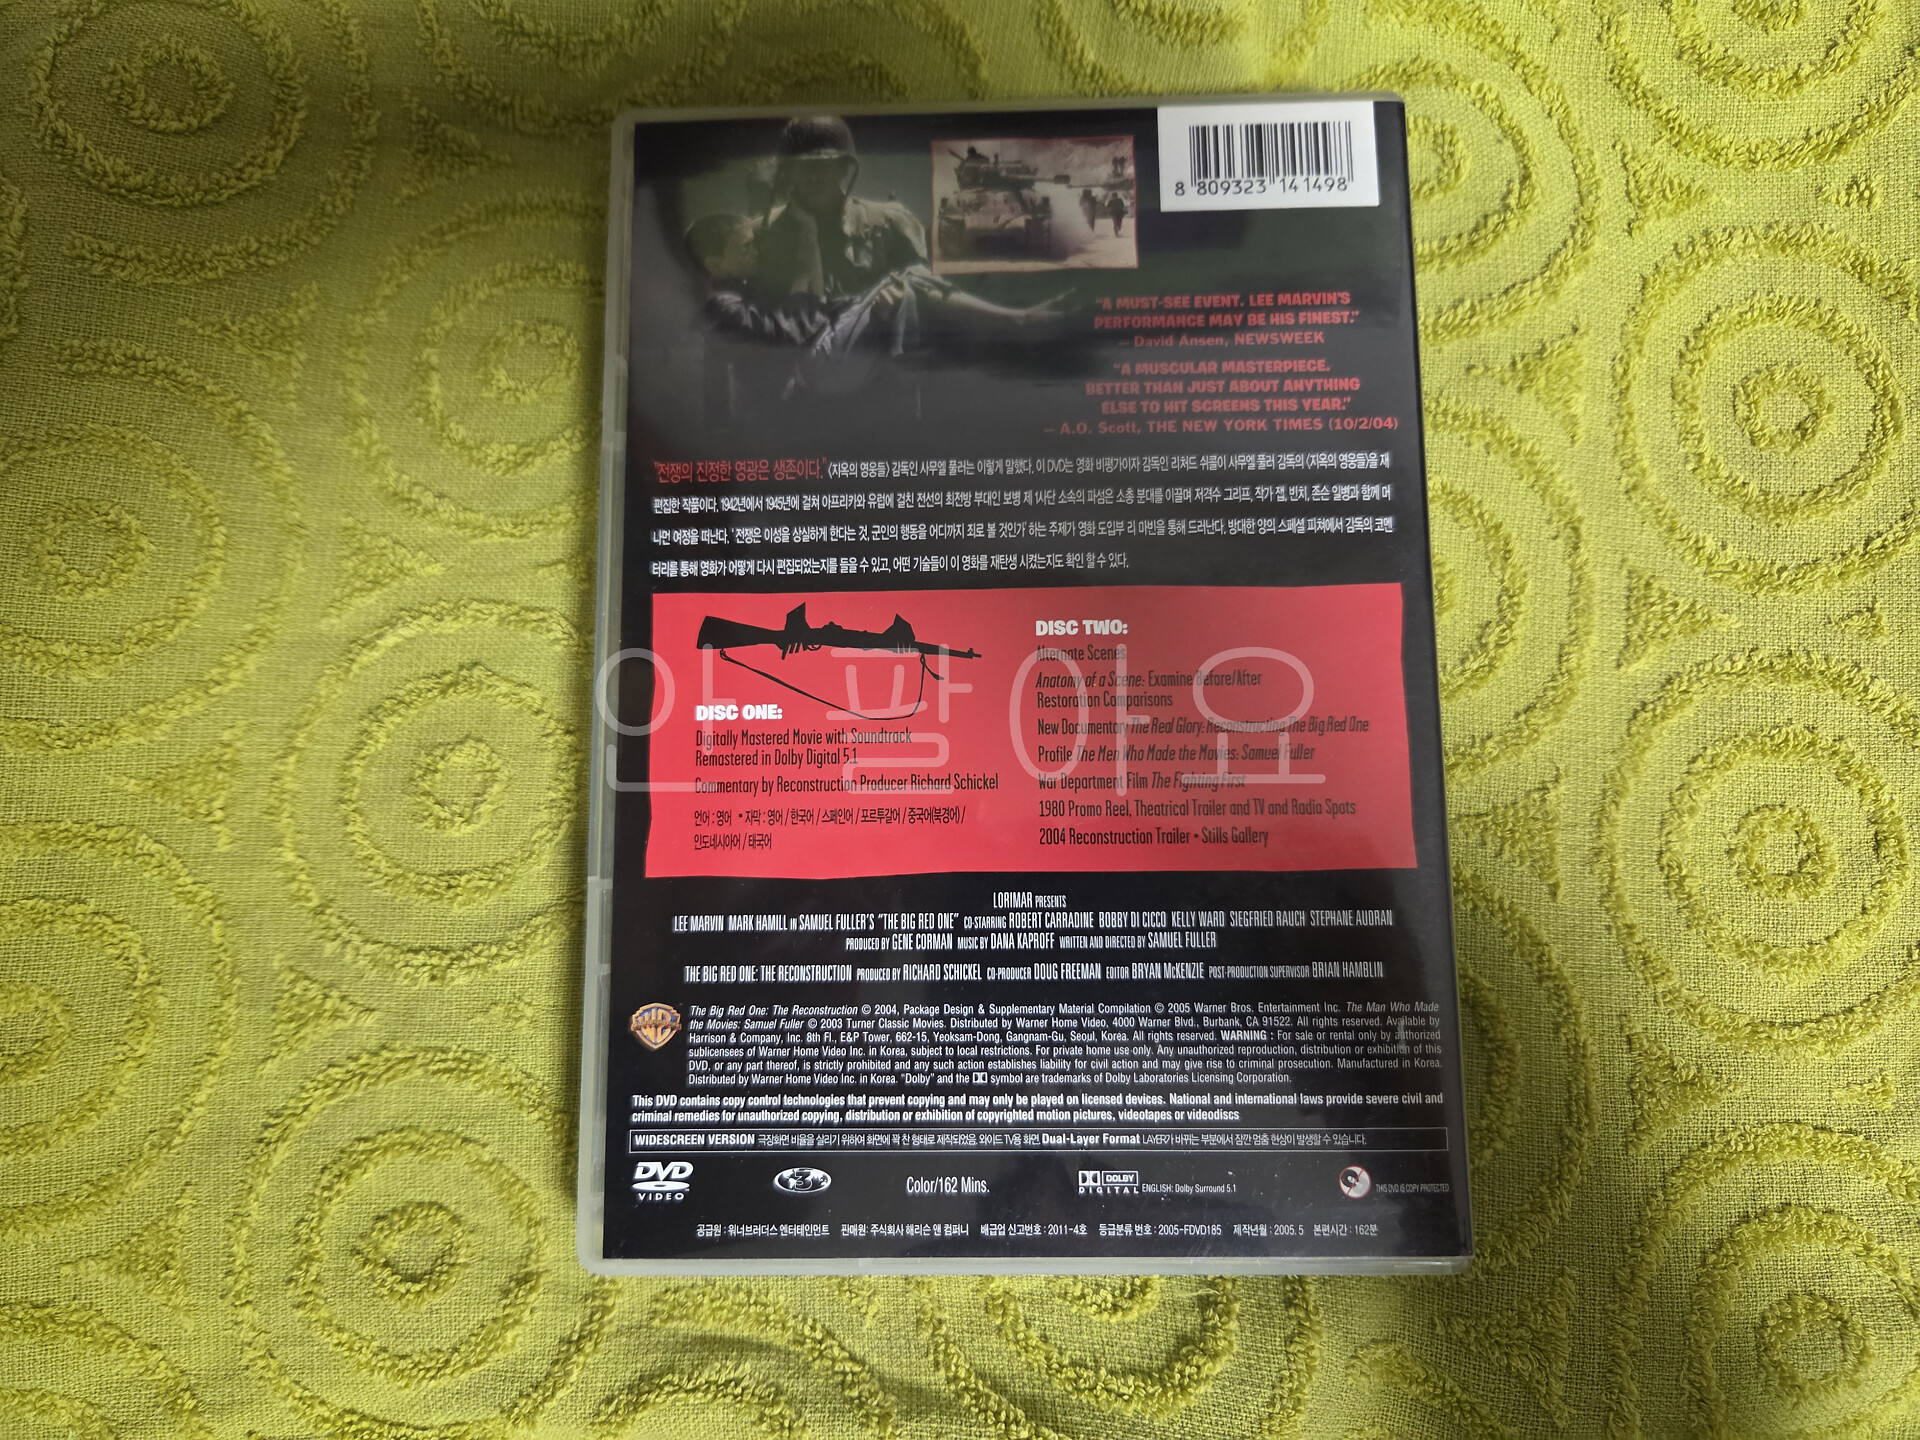 8 809323 141498
"A MUST-SEE EVENT. LEE MARVIN'S
PERFORMANCE MAY BE HIS FINEST."
– David Ansen, NEWSWEEK
"A MUSCULAR MASTERPIECE.
BETTER THAN JUST ABOUT ANYTHING
ELSE TO HIT SCREENS THIS YEAR."
– A.O. Scott, THE NEW YORK TIMES (10/2/04)
"전쟁의 진정한 영광은 생존이다." <지옥의 영웅들> 감독인 사무엘 풀러는 이렇게 말했다. 이 DVD는 영화 비평가이자 감독인 리처드 쉬클이 사무엘 풀러 감독의 <지옥의 영웅들>을 재
편집한 작품이다. 1942년에서 1945년에 걸쳐 아프리카와 유럽에 걸친 전선의 최전방 부대인 보병 제 1사단 소속의 파섬은 소총 분대를 이끌며 저격수 그리프, 작가 잽, 빈치, 존슨 일병과 함께 머
나먼 여정을 떠난다. ' 전쟁은 이성을 상실하게 한다는 것, 군인의 행동을 어디까지 죄로 볼 것인가' 하는 주제가 영화 도입부 리 마빈을 통해 드러난다. 방대한 양의 스페셜 피쳐에서 감독의 코멘
터리를 통해 영화가 어떻게 다시 편집되었는지를 들을 수 있고, 어떤 기술들이 이 영화를 재탄생 시켰는지도 확인 할 수 있다.
DISC ONE:
Digitally Mastered Movie with Soundtrack
Remastered in Dolby Digital 5.1
Commentary by Reconstruction Producer Richard Schickel
언어 : 영어 • 자막 : 영어 / 한국어 / 스페인어 / 포르투갈어 / 중국어(북경어) /
인도네시아어 / 태국어
DISC TWO:
Alternate Scenes
Anatomy of a Scene: Examine Before/After
Restoration Comparisons
New Documentary The Real Glory: Reconstructing The Big Red One
Profile The Men Who Made the Movies: Samuel Fuller
War Department Film The Fighting First
1980 Promo Reel, Theatrical Trailer and TV and Radio Spots
2004 Reconstruction Trailer • Stills Gallery
안 팔아요
LORIMAR PRESENTS
LEE MARVIN MARK HAMILL IN SAMUEL FULLER'S "THE BIG RED ONE" CO-STARRING ROBERT CARRADINE BOBBY DI CICCO KELLY WARD SIEGFRIED RAUCH STEPHANE AUDRAN
PRODUCED BY GENE CORMAN MUSIC BY DANA KAPROFF WRITTEN AND DIRECTED BY SAMUEL FULLER
THE BIG RED ONE: THE RECONSTRUCTION PRODUCED BY RICHARD SCHICKEL CO-PRODUCER DOUG FREEMAN EDITOR BRYAN McKENZIE POST-PRODUCTION SUPERVISOR BRIAN HAMBLIN
The Big Red One: The Reconstruction © 2004, Package Design & Supplementary Material Compilation © 2005 Warner Bros. Entertainment Inc. The Man Who Made
the Movies: Samuel Fuller © 2003 Turner Classic Movies. Distributed by Warner Home Video, 4000 Warner Blvd., Burbank, CA 91522. All rights reserved. Available by
Harrison & Company, Inc. 8th Fl., E&P Tower, 662-15, Yeoksam-Dong, Gangnam-Gu, Seoul, Korea. All rights reserved. WARNING : For sale or rental only by authorized
sublicensees of Warner Home Video Inc. in Korea, subject to local restrictions. For private home use only. Any unauthorized reproduction, distribution or exhibition of this
DVD, or any part thereof, is strictly prohibited and any such action establishes liability for civil action and may give rise to criminal prosecution. Manufactured in Korea.
Distributed by Warner Home Video Inc. in Korea. "Dolby" and the DD symbol are trademarks of Dolby Laboratories Licensing Corporation.
This DVD contains copy control technologies that prevent copying and may only be played on licensed devices. National and international laws provide severe civil and
criminal remedies for unauthorized copying, distribution or exhibition of copyrighted motion pictures, videotapes or videodiscs
WIDESCREEN VERSION 극장화면 비율을 살리기 위하여 화면에 꽉 찬 형태로 제작되었음. 와이드 TV용 화면. Dual-Layer Format LAYER가 바뀌는 부분에서 잠깐 멈춤 현상이 발생할 수 있습니다.
DVD VIDEO 3 Color/162 Mins. DOLBY DIGITAL ENGLISH: Dolby Surround 5.1 THIS DVD IS COPY PROTECTED
공급원 : 워너브러더스 엔터테인먼트 판매원: 주식회사 해리슨 앤 컴퍼니 배급업 신고번호 : 2011-4호 등급분류 번호 : 2005-FDVD185 제작년월 ; 2005. 5 본편시간 : 162분